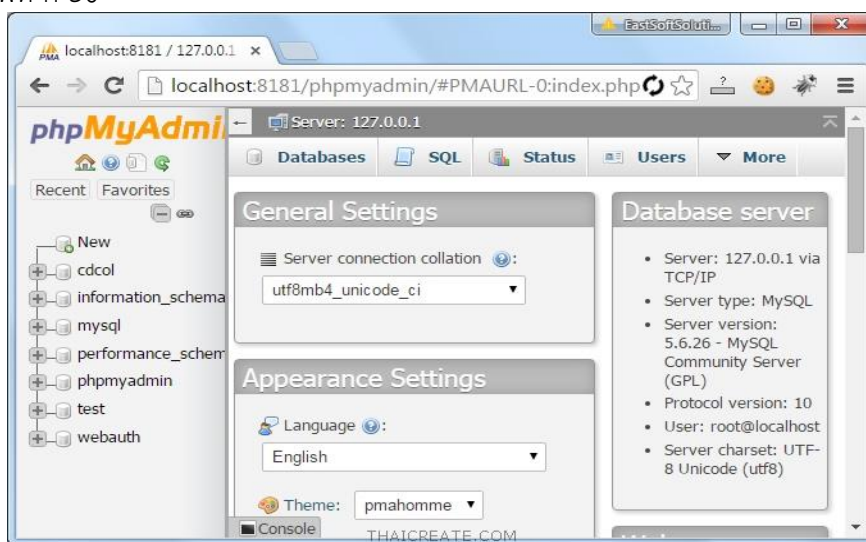 EastSoftSoluti...
localhost:8181 / 127.0.0.1
localhost:8181/phpmyadmin/#PMAURL-0:index.php
phpMyAdmi
Recent Favorites
New
cdcol
information_schema
mysql
performance_schem
phpmyadmin
test
webauth
Server: 127.0.0.1
Databases SQL Status Users More
General Settings
Server connection collation :
utf8mb4_unicode_ci
Appearance Settings
Language :
English
Theme: pmahomme
Console
Database server
Server: 127.0.0.1 via
TCP/IP
Server type: MySQL
Server version:
5.6.26 - MySQL
Community Server
(GPL)
Protocol version: 10
User: root@localhost
Server charset: UTF-
8 Unicode (utf8)
THAICREATE.COM